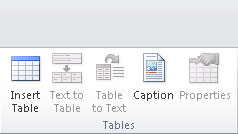 Insert Table
Text to Table
Table to Text
Caption
Properties
Tables